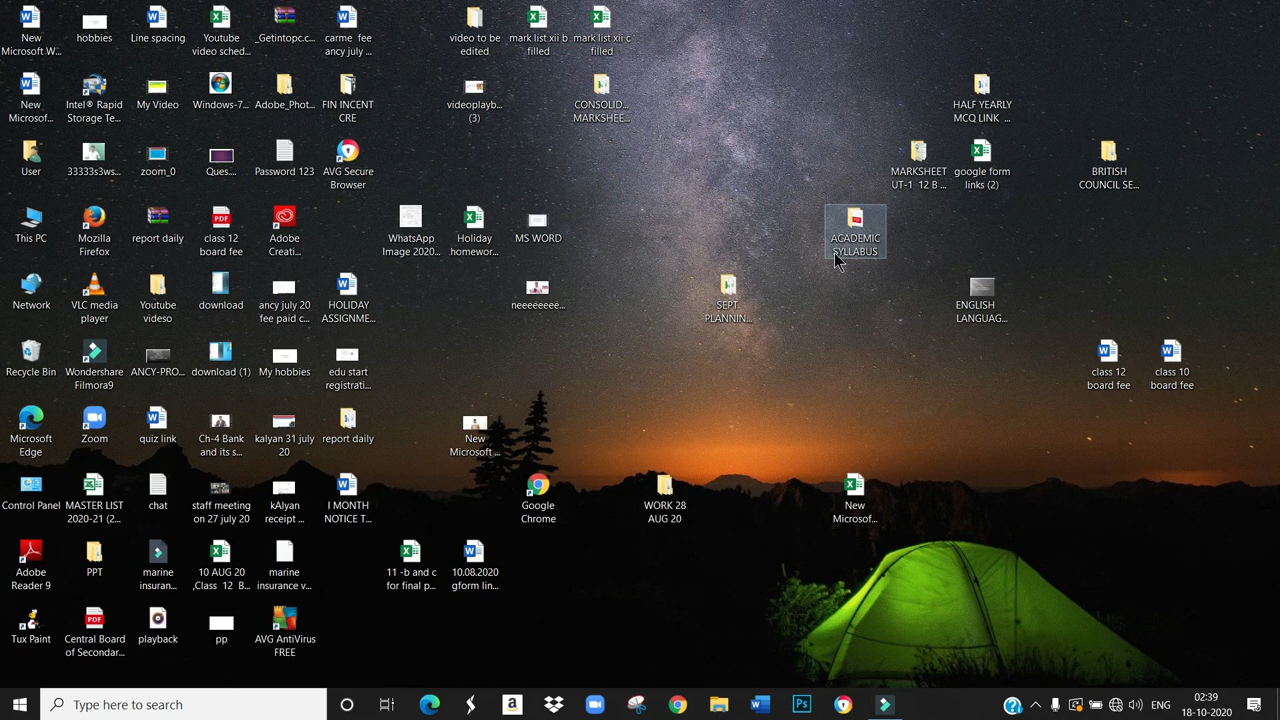 New
Microsoft W...
hobbies
Line spacing
Youtube
video sched...
_Getintopc.c...
carme fee
ancy july ...
video to be
edited
mark list xii b
filled
mark list xii c
filled
New
Microsof...
Intel® Rapid
Storage Te...
My Video
Windows-7...
Adobe_Phot...
FIN INCENT
CRE
videoplayb...
(3)
CONSOLID...
MARKSHEE...
HALF YEARLY
MCQ LINK ...
User
33333s3ws...
zoom_0
Ques....
Password 123
AVG Secure
Browser
MARKSHEET
UT-1 12 B ...
google form
links (2)
BRITISH
COUNCIL SE...
This PC
Mozilla
Firefox
report daily
class 12
board fee
Adobe
Creati...
WhatsApp
Image 2020...
Holiday
homewor...
MS WORD
ACADEMIC
SYLLABUS
Network
VLC media
player
Youtube
videso
download
ancy july 20
fee paid c...
HOLIDAY
ASSIGNME...
neeeeeeee...
SEPT
PLANNIN...
ENGLISH
LANGUAG...
Recycle Bin
Wondershare
Filmora9
ANCY-PRO...
download (1)
My hobbies
edu start
registrati...
class 12
board fee
class 10
board fee
Microsoft
Edge
Zoom
quiz link
Ch-4 Bank
and its s...
kalyan 31 july
20
report daily
New
Microsoft ...
Control Panel
MASTER LIST
2020-21 (2...
chat
staff meeting
on 27 july 20
kAlyan
receipt ...
I MONTH
NOTICE T...
Google
Chrome
WORK 28
AUG 20
New
Microsof...
Adobe
Reader 9
PPT
marine
insuran...
10 AUG 20
,Class 12 B...
marine
insurance v...
11 -b and c
for final p...
10.08.2020
gform lin...
Tux Paint
Central Board
of Secondar...
playback
pp
AVG AntiVirus
FREE
Type here to search
ENG
02:39
18-10-2020